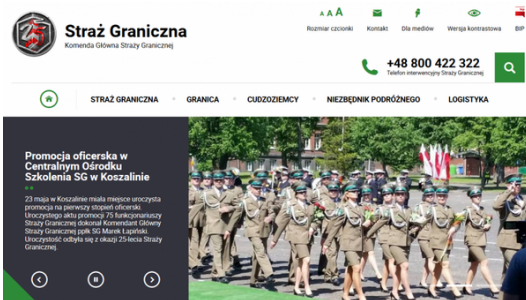 Straż Graniczna
Komenda Główna Straży Granicznej
A A A
Rozmiar czcionki
Kontakt
Dla mediów
Wersja kontrastowa
BIP
+48 800 422 322
Telefon interwencyjny Straży Granicznej
STRAŻ GRANICZNA
GRANICA
CUDZOZIEMCY
NIEZBĘDNIK PODRÓŻNEGO
LOGISTYKA
Promocja oficerska w
Centralnym Ośrodku
Szkolenia SG w Koszalinie
23 maja w Koszalinie miała miejsce uroczysta
promocja na pierwszy stopień oficerski.
Uroczystego aktu promocji 75 funkcjonariuszy
Straży Granicznej dokonał Komendant Główny
Straży Granicznej ppłk SG Marek Łapiński.
Uroczystość odbyła się z okazji 25-lecia Straży
Granicznej.